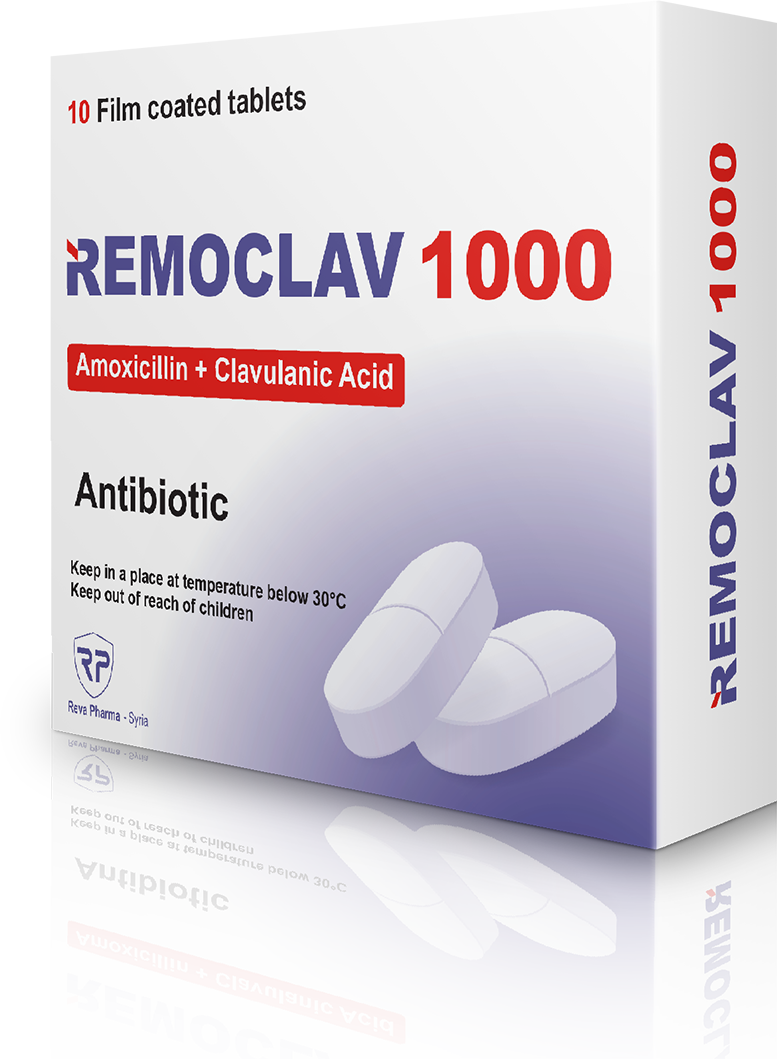 10 Film coated tablets
REMOCLAV 1000
Amoxicillin + Clavulanic Acid
Antibiotic
Keep in a place at temperature below 30°C
Keep out of reach of children
RP
Reva Pharma - Syria
REMOCLAV 1000